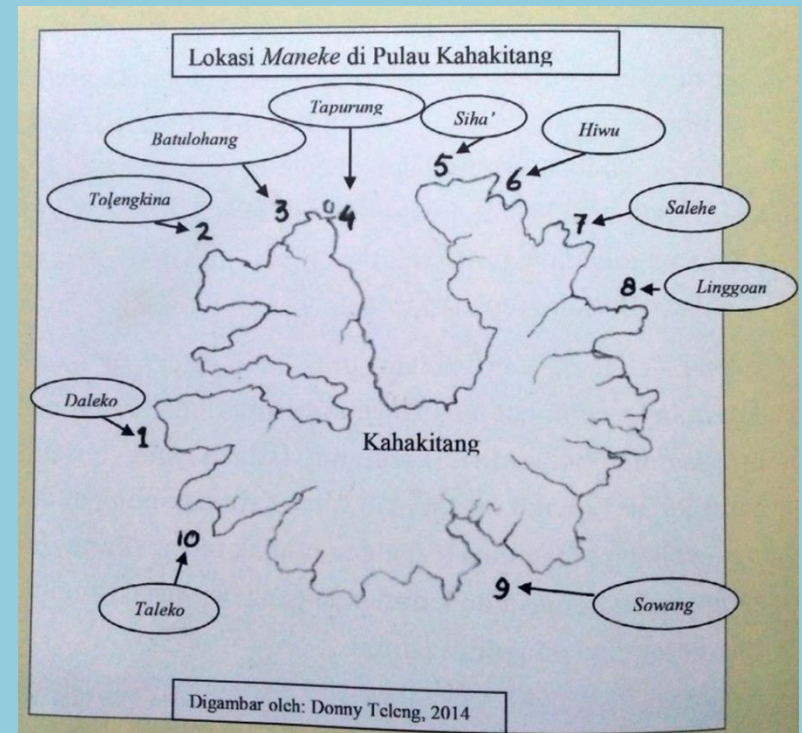 Lokasi Maneke di Pulau Kahakitang
Tapurung
Siha'
Batulohang
Hiwu
Toļengkina
Salehe
Linggoan
Daleko
Kahakitang
Taleko
Sowang
1
2
3
4
5
6
7
8
9
10
Digambar oleh: Donny Teleng, 2014